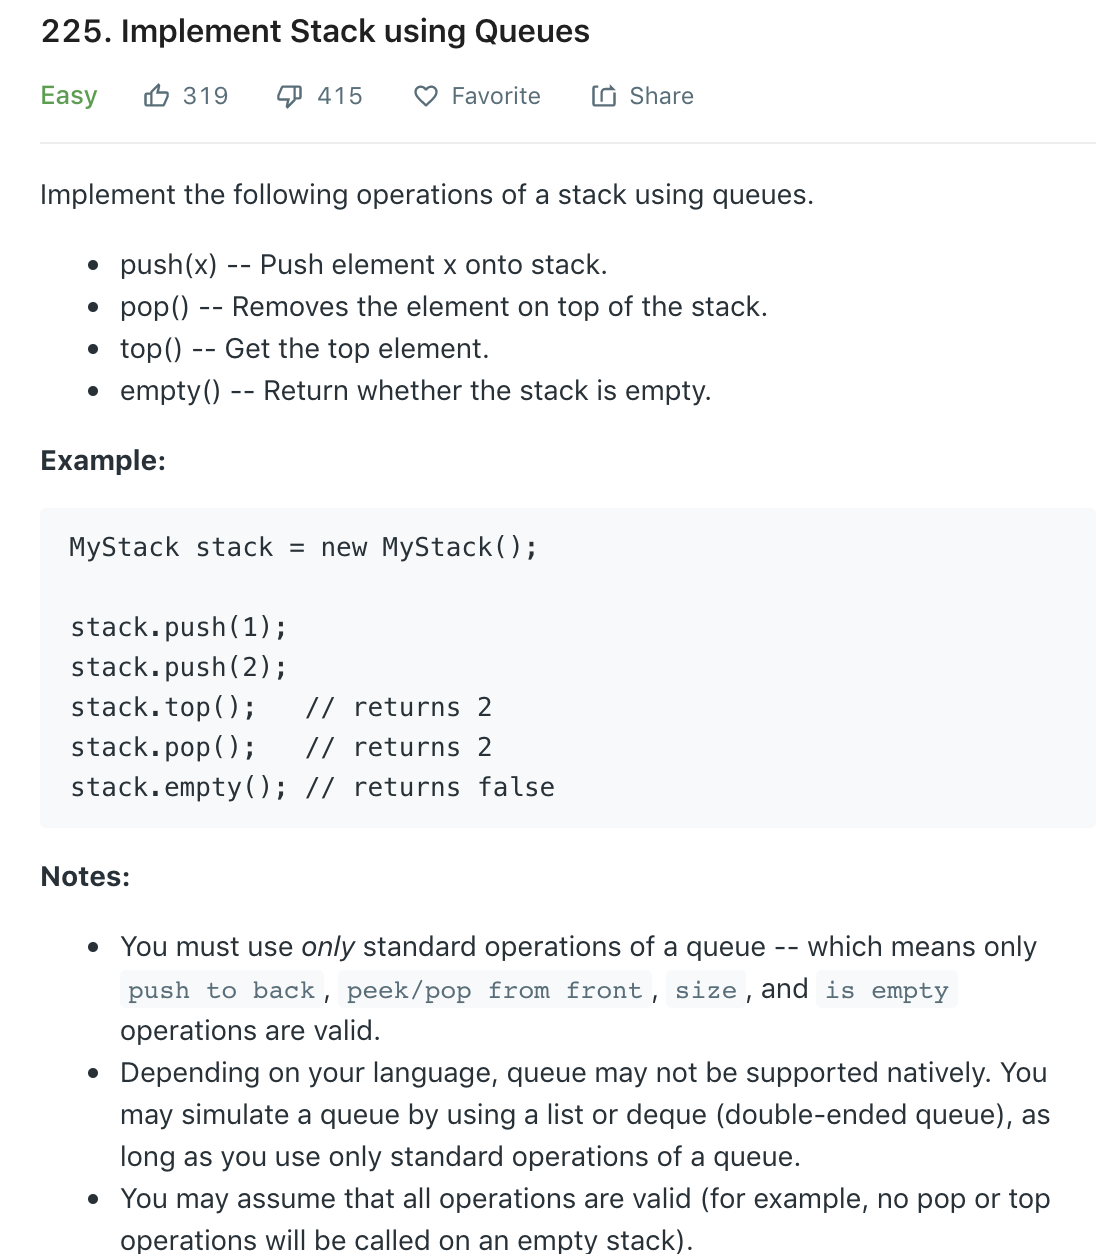 225. Implement Stack using Queues
Easy 319 415 Favorite Share
Implement the following operations of a stack using queues.
• push(x) -- Push element x onto stack.
• pop() -- Removes the element on top of the stack.
• top() -- Get the top element.
• empty() -- Return whether the stack is empty.
Example:
MyStack stack = new MyStack();
stack.push(1);
stack.push(2);
stack.top();   // returns 2
stack.pop();   // returns 2
stack.empty(); // returns false
Notes:
• You must use only standard operations of a queue -- which means only
push to back, peek/pop from front, size, and is empty
operations are valid.
• Depending on your language, queue may not be supported natively. You
may simulate a queue by using a list or deque (double-ended queue), as
long as you use only standard operations of a queue.
• You may assume that all operations are valid (for example, no pop or top
operations will be called on an empty stack).